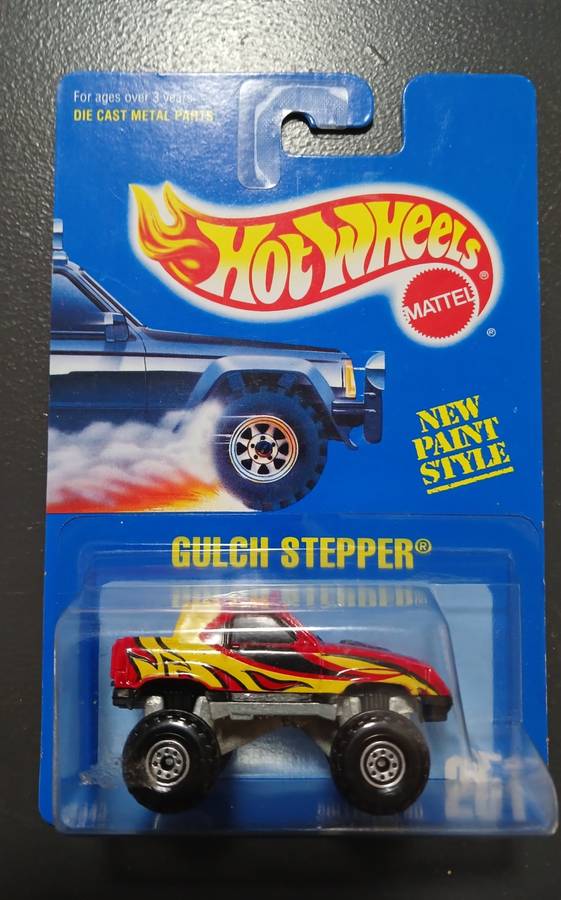 For ages over 3 years
DIE CAST METAL PARTS
HOT WHEELS ®
MATTEL
®
NEW
PAINT
STYLE
GULCH STEPPER®